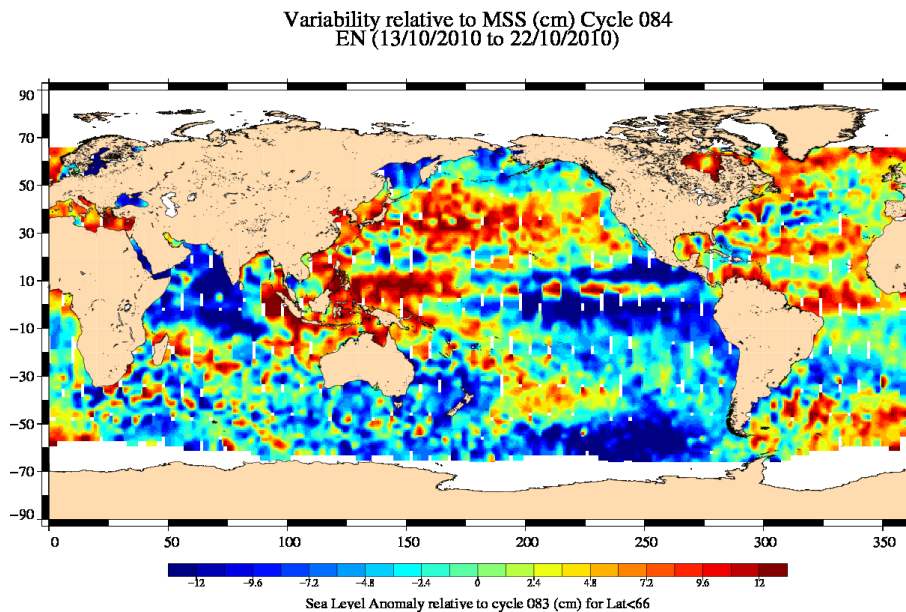 Variability relative to MSS (cm) Cycle 084
EN (13/10/2010 to 22/10/2010)
90
70
50
30
10
−10
−30
−50
−70
−90
0 50 100 150 200 250 300 350
−12 −9.6 −7.2 −4.8 −2.4 0 2.4 4.8 7.2 9.6 12
Sea Level Anomaly relative to cycle 083 (cm) for Lat<66